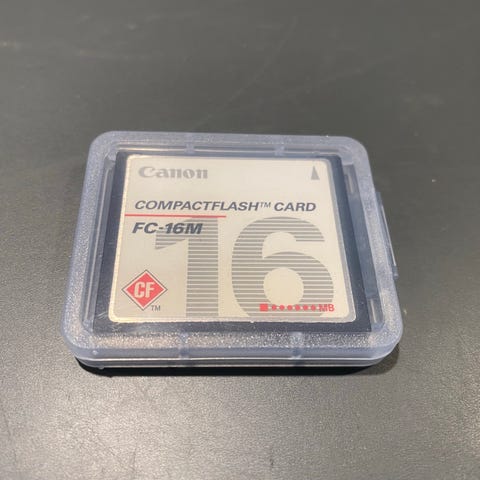 Canon
COMPACTFLASH™ CARD
FC-16M
16
MB
CF
™